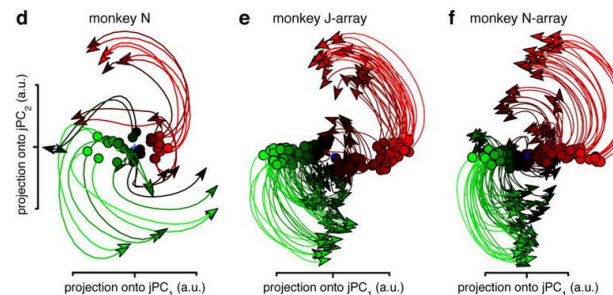 d monkey N
e monkey J-array
f monkey N-array
projection onto jPC₂ (a.u.)
projection onto jPC₁ (a.u.)
projection onto jPC₁ (a.u.)
projection onto jPC₁ (a.u.)